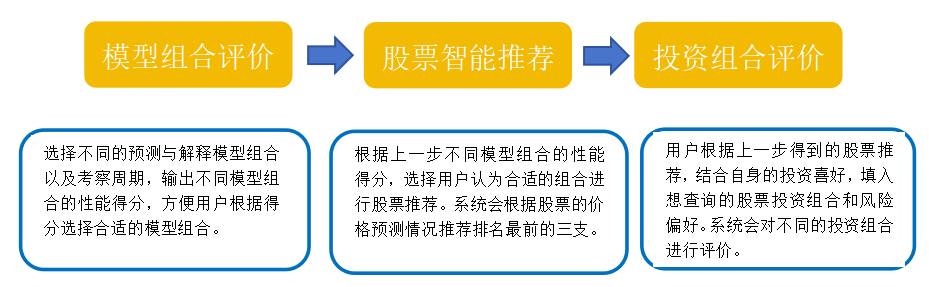 模型组合评价
股票智能推荐
投资组合评价
选择不同的预测与解释模型组合
以及考察周期，输出不同模型组
合的性能得分，方便用户根据得
分选择合适的模型组合。
根据上一步不同模型组合的性能
得分，选择用户认为合适的组合进
行股票推荐。系统会根据股票的价
格预测情况推荐排名最前的三支。
用户根据上一步得到的股票推
荐，结合自身的投资喜好，填入
想查询的股票投资组合和风险
偏好。系统会对不同的投资组合
进行评价。